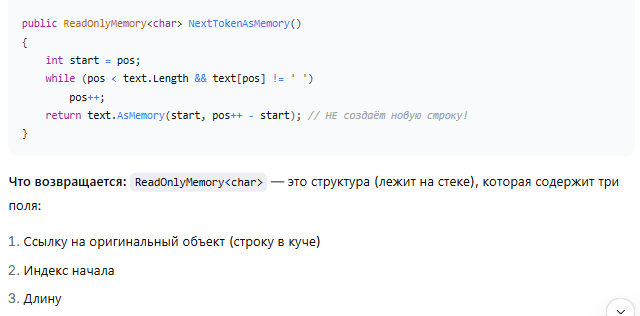 public ReadOnlyMemory<char> NextTokenAsMemory()
{
    int start = pos;
    while (pos < text.Length && text[pos] != ' ')
        pos++;
    return text.AsMemory(start, pos++ - start); // НЕ создаёт новую строку!
}
Что возвращается: ReadOnlyMemory<char> — это структура (лежит на стеке), которая содержит три
поля:
1. Ссылку на оригинальный объект (строку в куче)
2. Индекс начала
3. Длину